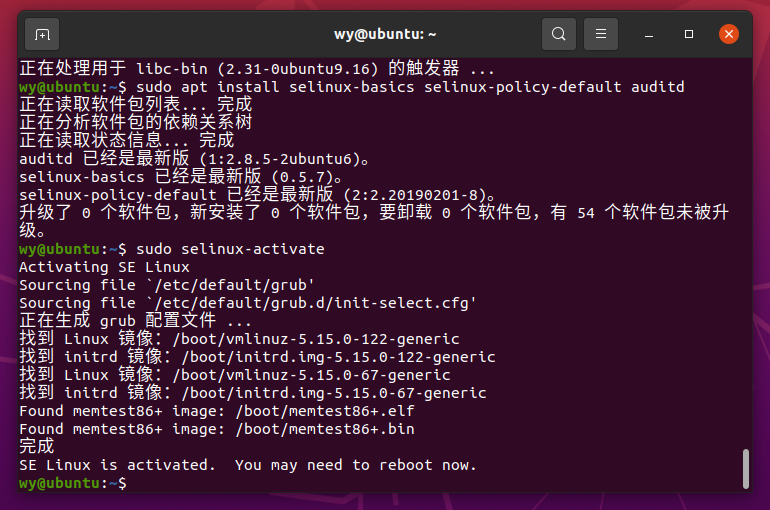 wy@ubuntu: ~
正在处理用于 libc-bin (2.31-0ubuntu9.16) 的触发器 ...
wy@ubuntu:~$ sudo apt install selinux-basics selinux-policy-default auditd
正在读取软件包列表... 完成
正在分析软件包的依赖关系树
正在读取状态信息... 完成
auditd 已经是最新版 (1:2.8.5-2ubuntu6)。
selinux-basics 已经是最新版 (0.5.7)。
selinux-policy-default 已经是最新版 (2:2.20190201-8)。
升级了 0 个软件包，新安装了 0 个软件包，要卸载 0 个软件包，有 54 个软件包未被升
级。
wy@ubuntu:~$ sudo selinux-activate
Activating SE Linux
Sourcing file `/etc/default/grub'
Sourcing file `/etc/default/grub.d/init-select.cfg'
正在生成 grub 配置文件 ...
找到 Linux 镜像：/boot/vmlinuz-5.15.0-122-generic
找到 initrd 镜像：/boot/initrd.img-5.15.0-122-generic
找到 Linux 镜像：/boot/vmlinuz-5.15.0-67-generic
找到 initrd 镜像：/boot/initrd.img-5.15.0-67-generic
Found memtest86+ image: /boot/memtest86+.elf
Found memtest86+ image: /boot/memtest86+.bin
完成
SE Linux is activated.  You may need to reboot now.
wy@ubuntu:~$